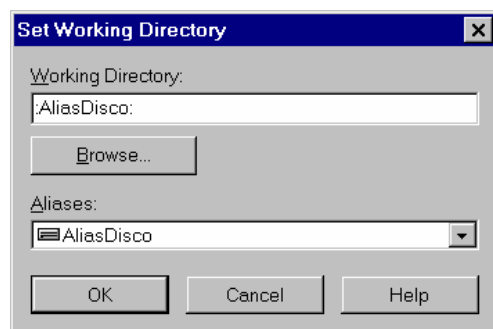 Set Working Directory
Working Directory:
:AliasDisco:
Browse...
Aliases:
AliasDisco
OK Cancel Help